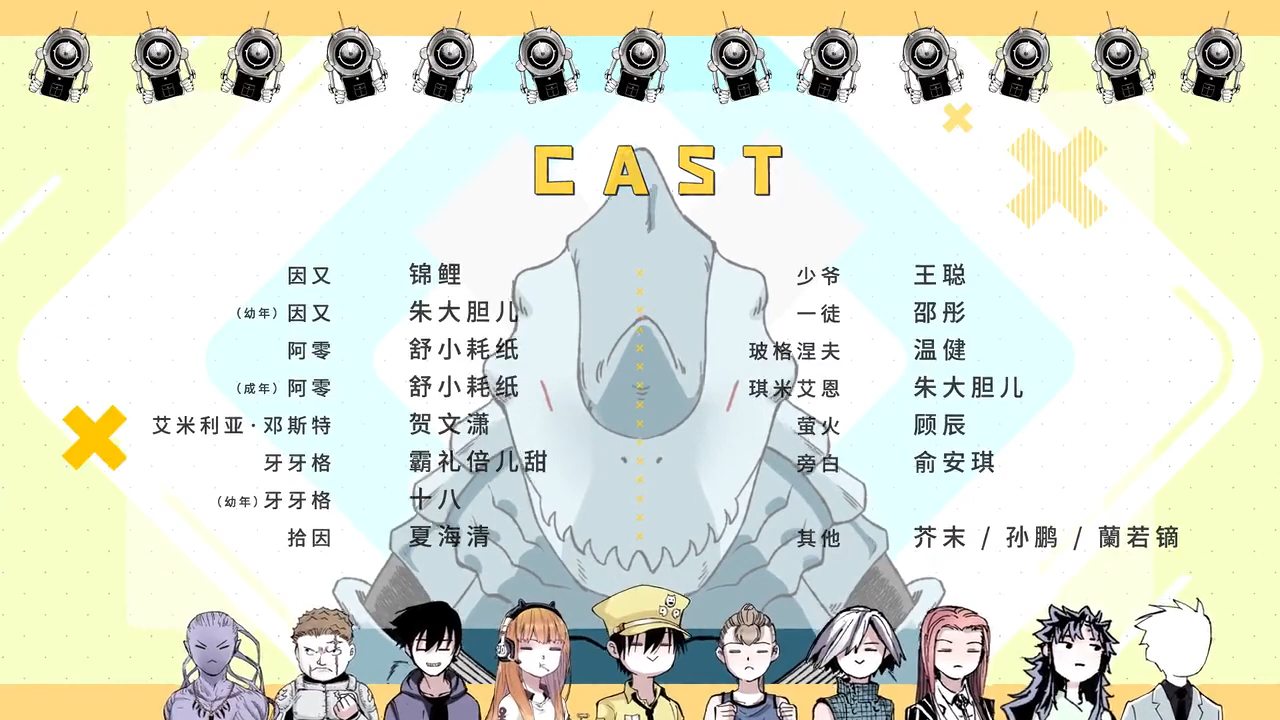 CAST
因又 锦鲤
（幼年）因又 朱大胆儿
阿零 舒小耗纸
（成年）阿零 舒小耗纸
艾米利亚·邓斯特 贺文潇
牙牙格 霸礼倍儿甜
（幼年）牙牙格 十八
拾因 夏海清
少爷 王聪
一徒 邵彤
玻格涅夫 温健
琪米艾恩 朱大胆儿
萤火 顾辰
旁白 俞安琪
其他 芥末 / 孙鹏 / 蘭若镝